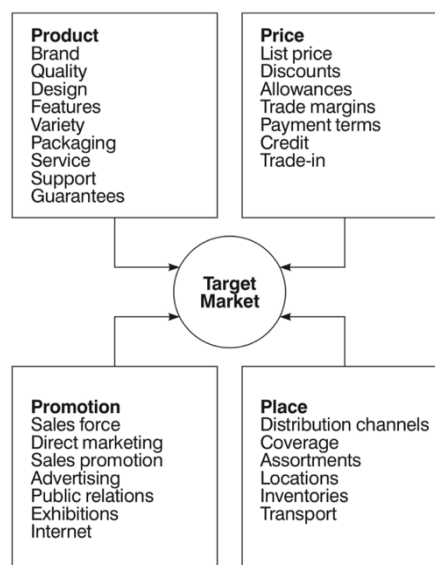 Product
Brand
Quality
Design
Features
Variety
Packaging
Service
Support
Guarantees
Price
List price
Discounts
Allowances
Trade margins
Payment terms
Credit
Trade-in
Target
Market
Promotion
Sales force
Direct marketing
Sales promotion
Advertising
Public relations
Exhibitions
Internet
Place
Distribution channels
Coverage
Assortments
Locations
Inventories
Transport